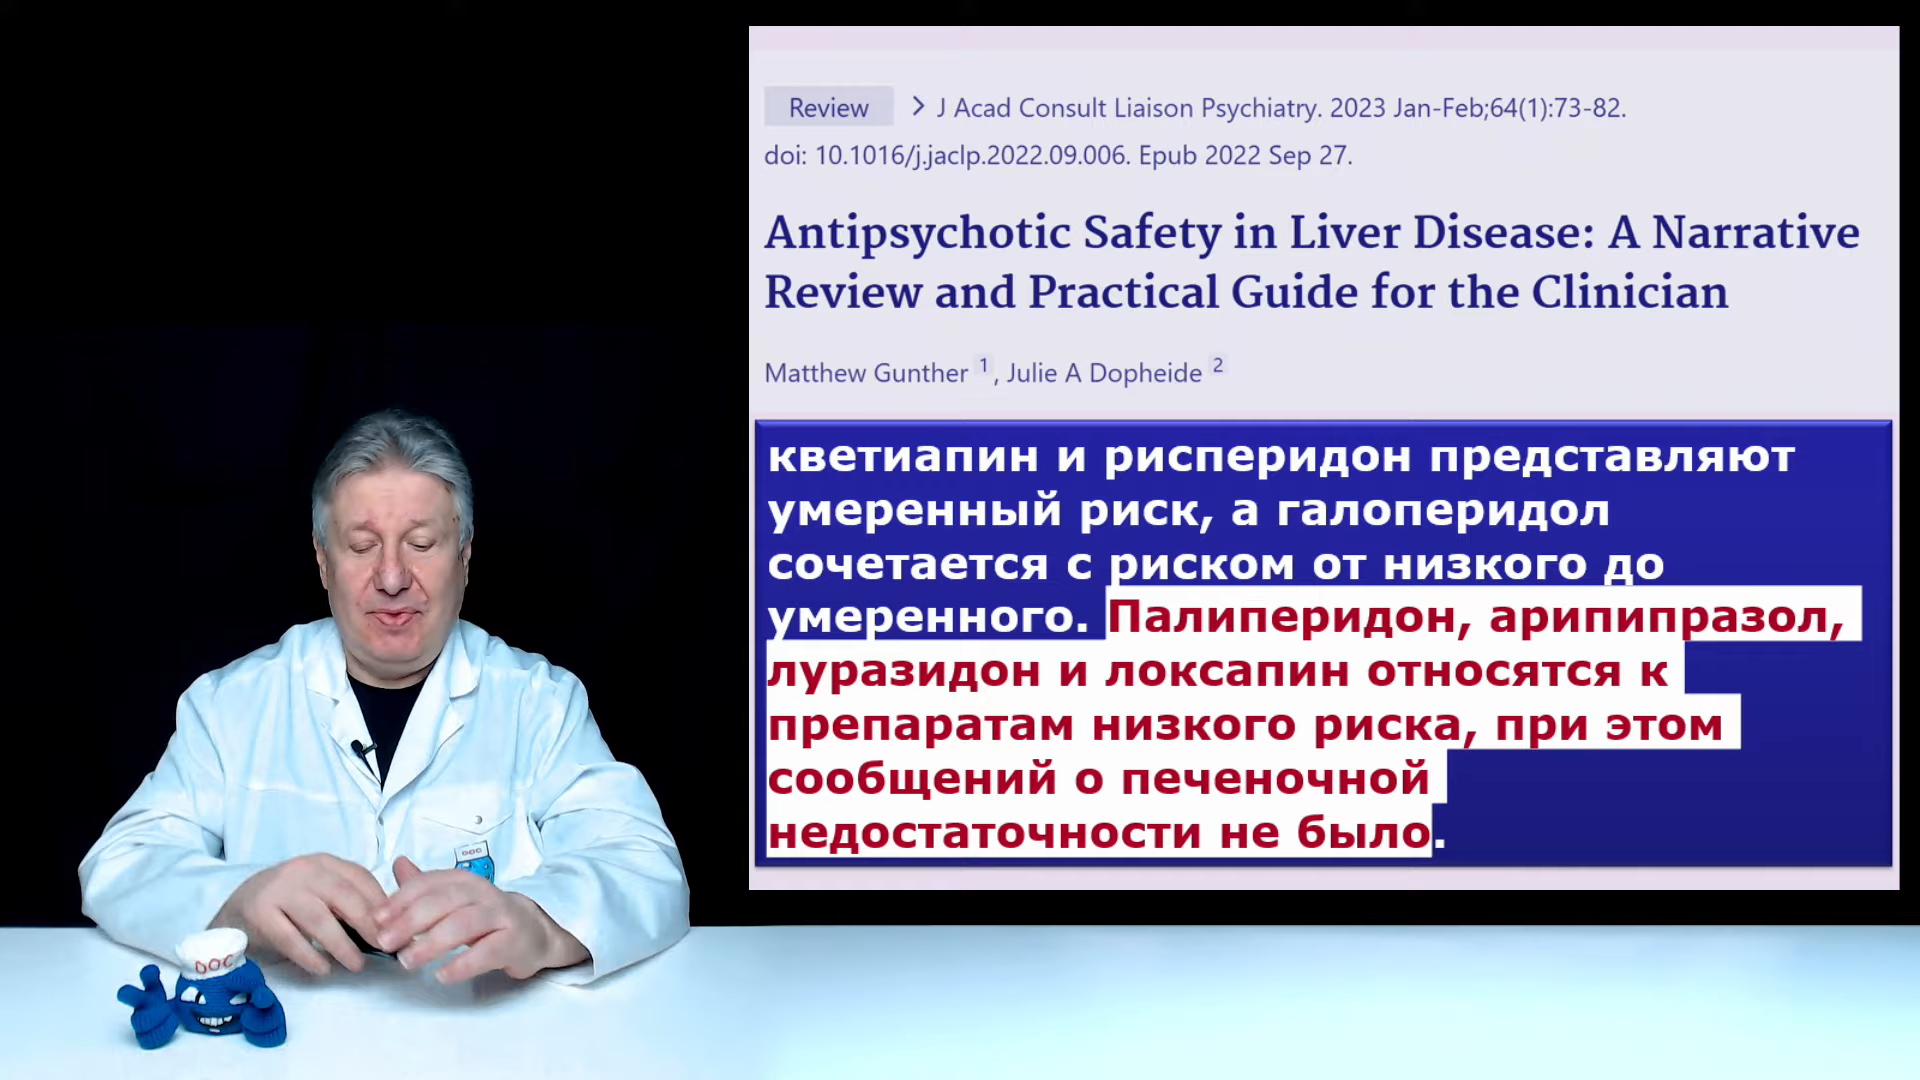 Review > J Acad Consult Liaison Psychiatry. 2023 Jan-Feb;64(1):73-82.
doi: 10.1016/j.jaclp.2022.09.006. Epub 2022 Sep 27.
Antipsychotic Safety in Liver Disease: A Narrative
Review and Practical Guide for the Clinician
Matthew Gunther 1, Julie A Dopheide 2
кветиапин и рисперидон представляют
умеренный риск, а галоперидол
сочетается с риском от низкого до
умеренного. Палиперидон, арипипразол,
луразидон и локсапин относятся к
препаратам низкого риска, при этом
сообщений о печеночной
недостаточности не было.
DOC
DOC